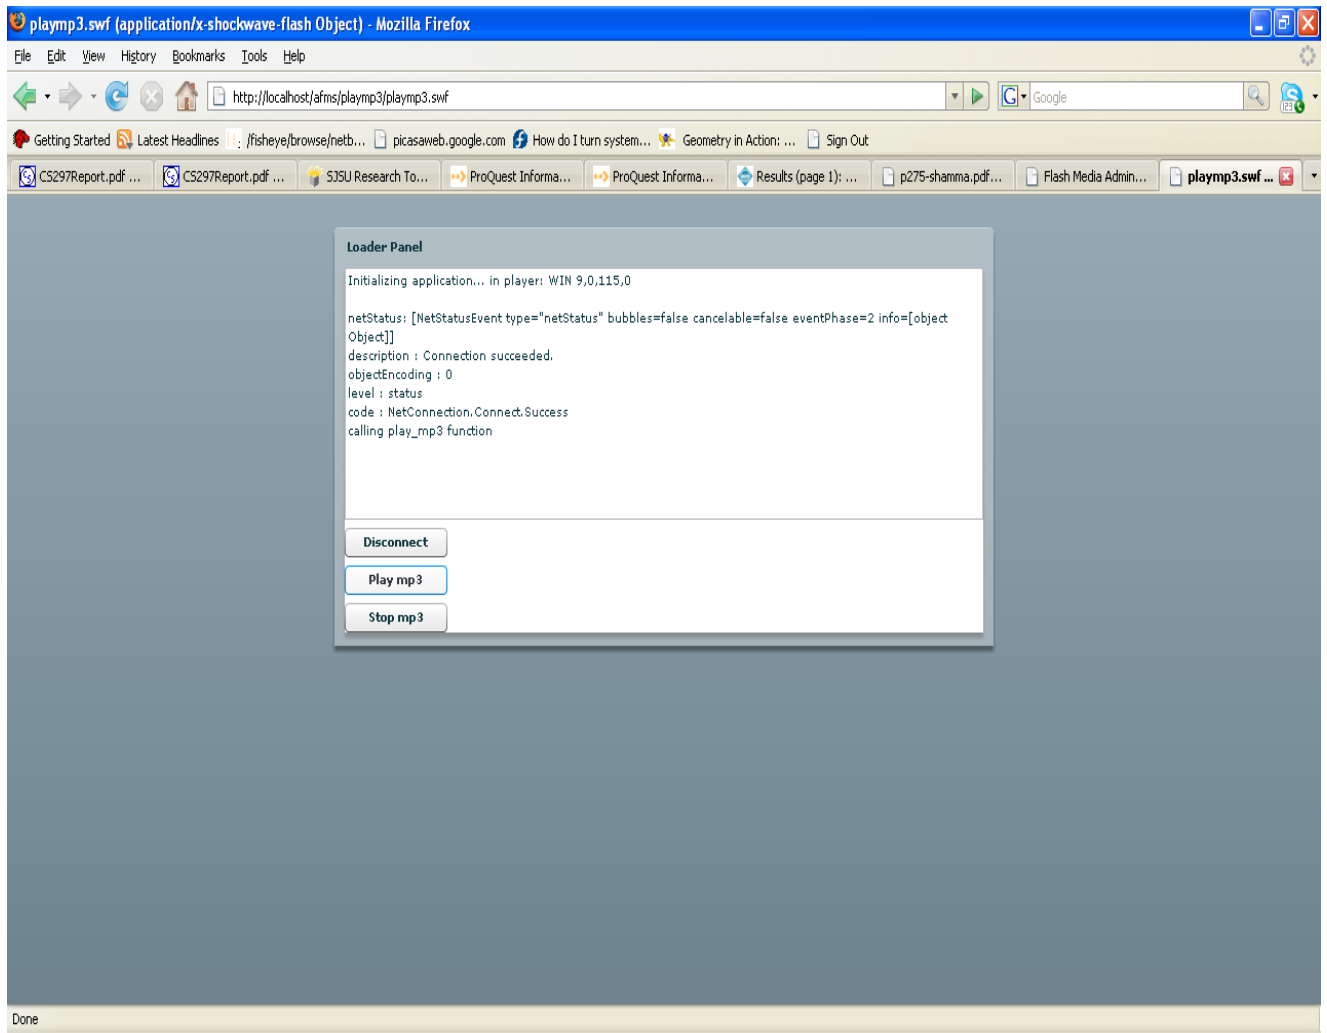 playmp3.swf (application/x-shockwave-flash Object) - Mozilla Firefox
File Edit View History Bookmarks Tools Help
http://localhost/afms/playmp3/playmp3.swf G Google
Getting Started Latest Headlines /fisheye/browse/netb... picasaweb.google.com How do I turn system... Geometry in Action: ... Sign Out
CS297Report.pdf ... CS297Report.pdf ... SJSU Research To... ProQuest Informa... ProQuest Informa... Results (page 1): ... p275-shamma.pdf... Flash Media Admin... playmp3.swf ...
Loader Panel
Initializing application... in player: WIN 9,0,115,0
netStatus: [NetStatusEvent type="netStatus" bubbles=false cancelable=false eventPhase=2 info=[object
Object]]
description : Connection succeeded.
objectEncoding : 0
level : status
code : NetConnection.Connect.Success
calling play_mp3 function
Disconnect
Play mp3
Stop mp3
Done